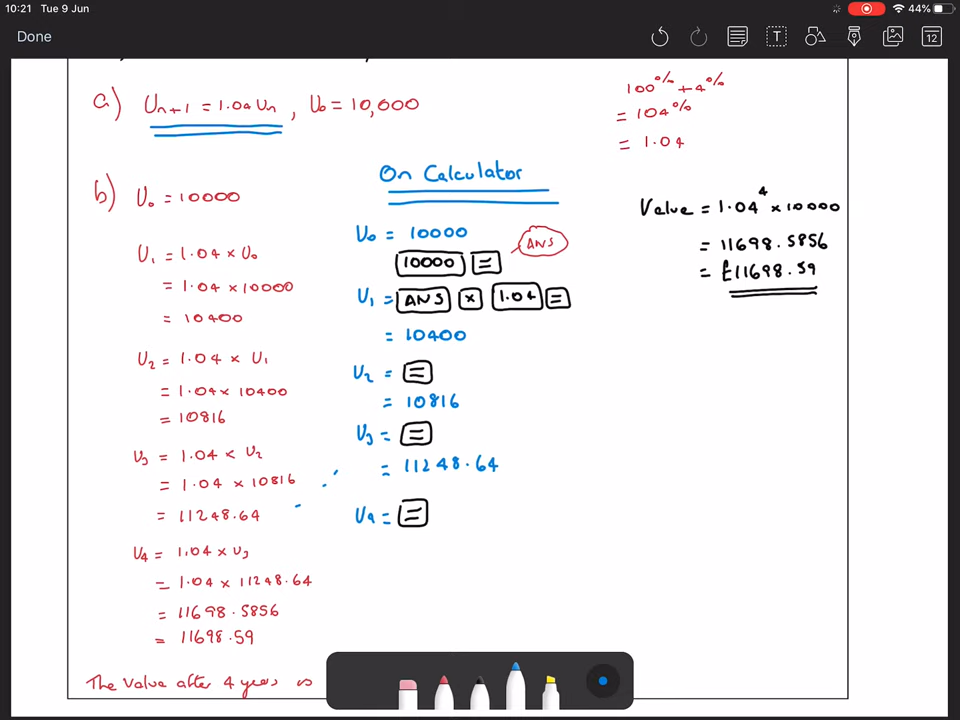 10:21 Tue 9 Jun
44%
Done
T
12
a) Un+1 = 1.04 Un, U0 = 10,000
100% + 4%
= 104%
= 1.04
b) U0 = 10000
U1 = 1.04 × U0
= 1.04 × 10000
= 10400
U2 = 1.04 × U1
= 1.04 × 10400
= 10816
U3 = 1.04 × U2
= 1.04 × 10816
= 11248.64
U4 = 1.04 × U3
= 1.04 × 11248.64
= 11698.5856
= 11698.59
The Value after 4 years is
On Calculator
U0 = 10000
10000 =
ANS
U1 = ANS × 1.04 =
= 10400
U2 = =
= 10816
U3 = =
= 11248.64
U4 = =
Value = 1.04^4 × 10000
= 11698.5856
= £11698.59